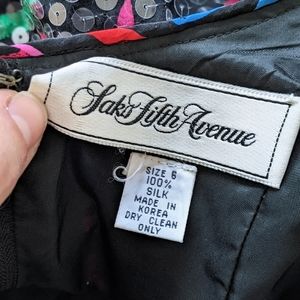 Saks Fifth Avenue
SIZE 6
100%
SILK
MADE IN
KOREA
DRY CLEAN
ONLY